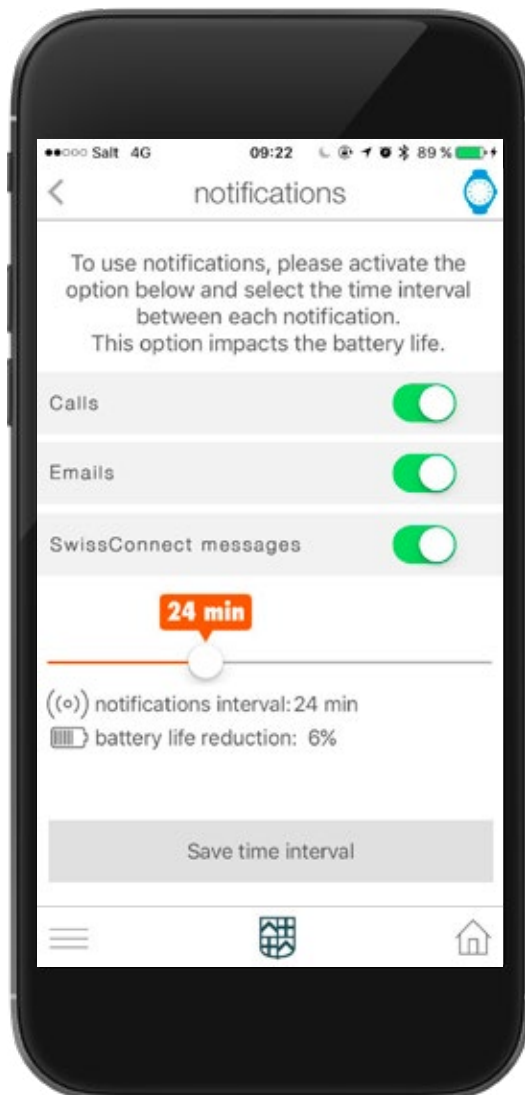 Salt 4G 09:22 89 %
notifications
To use notifications, please activate the
option below and select the time interval
between each notification.
This option impacts the battery life.
Calls
Emails
SwissConnect messages
24 min
notifications interval: 24 min
battery life reduction: 6%
Save time interval